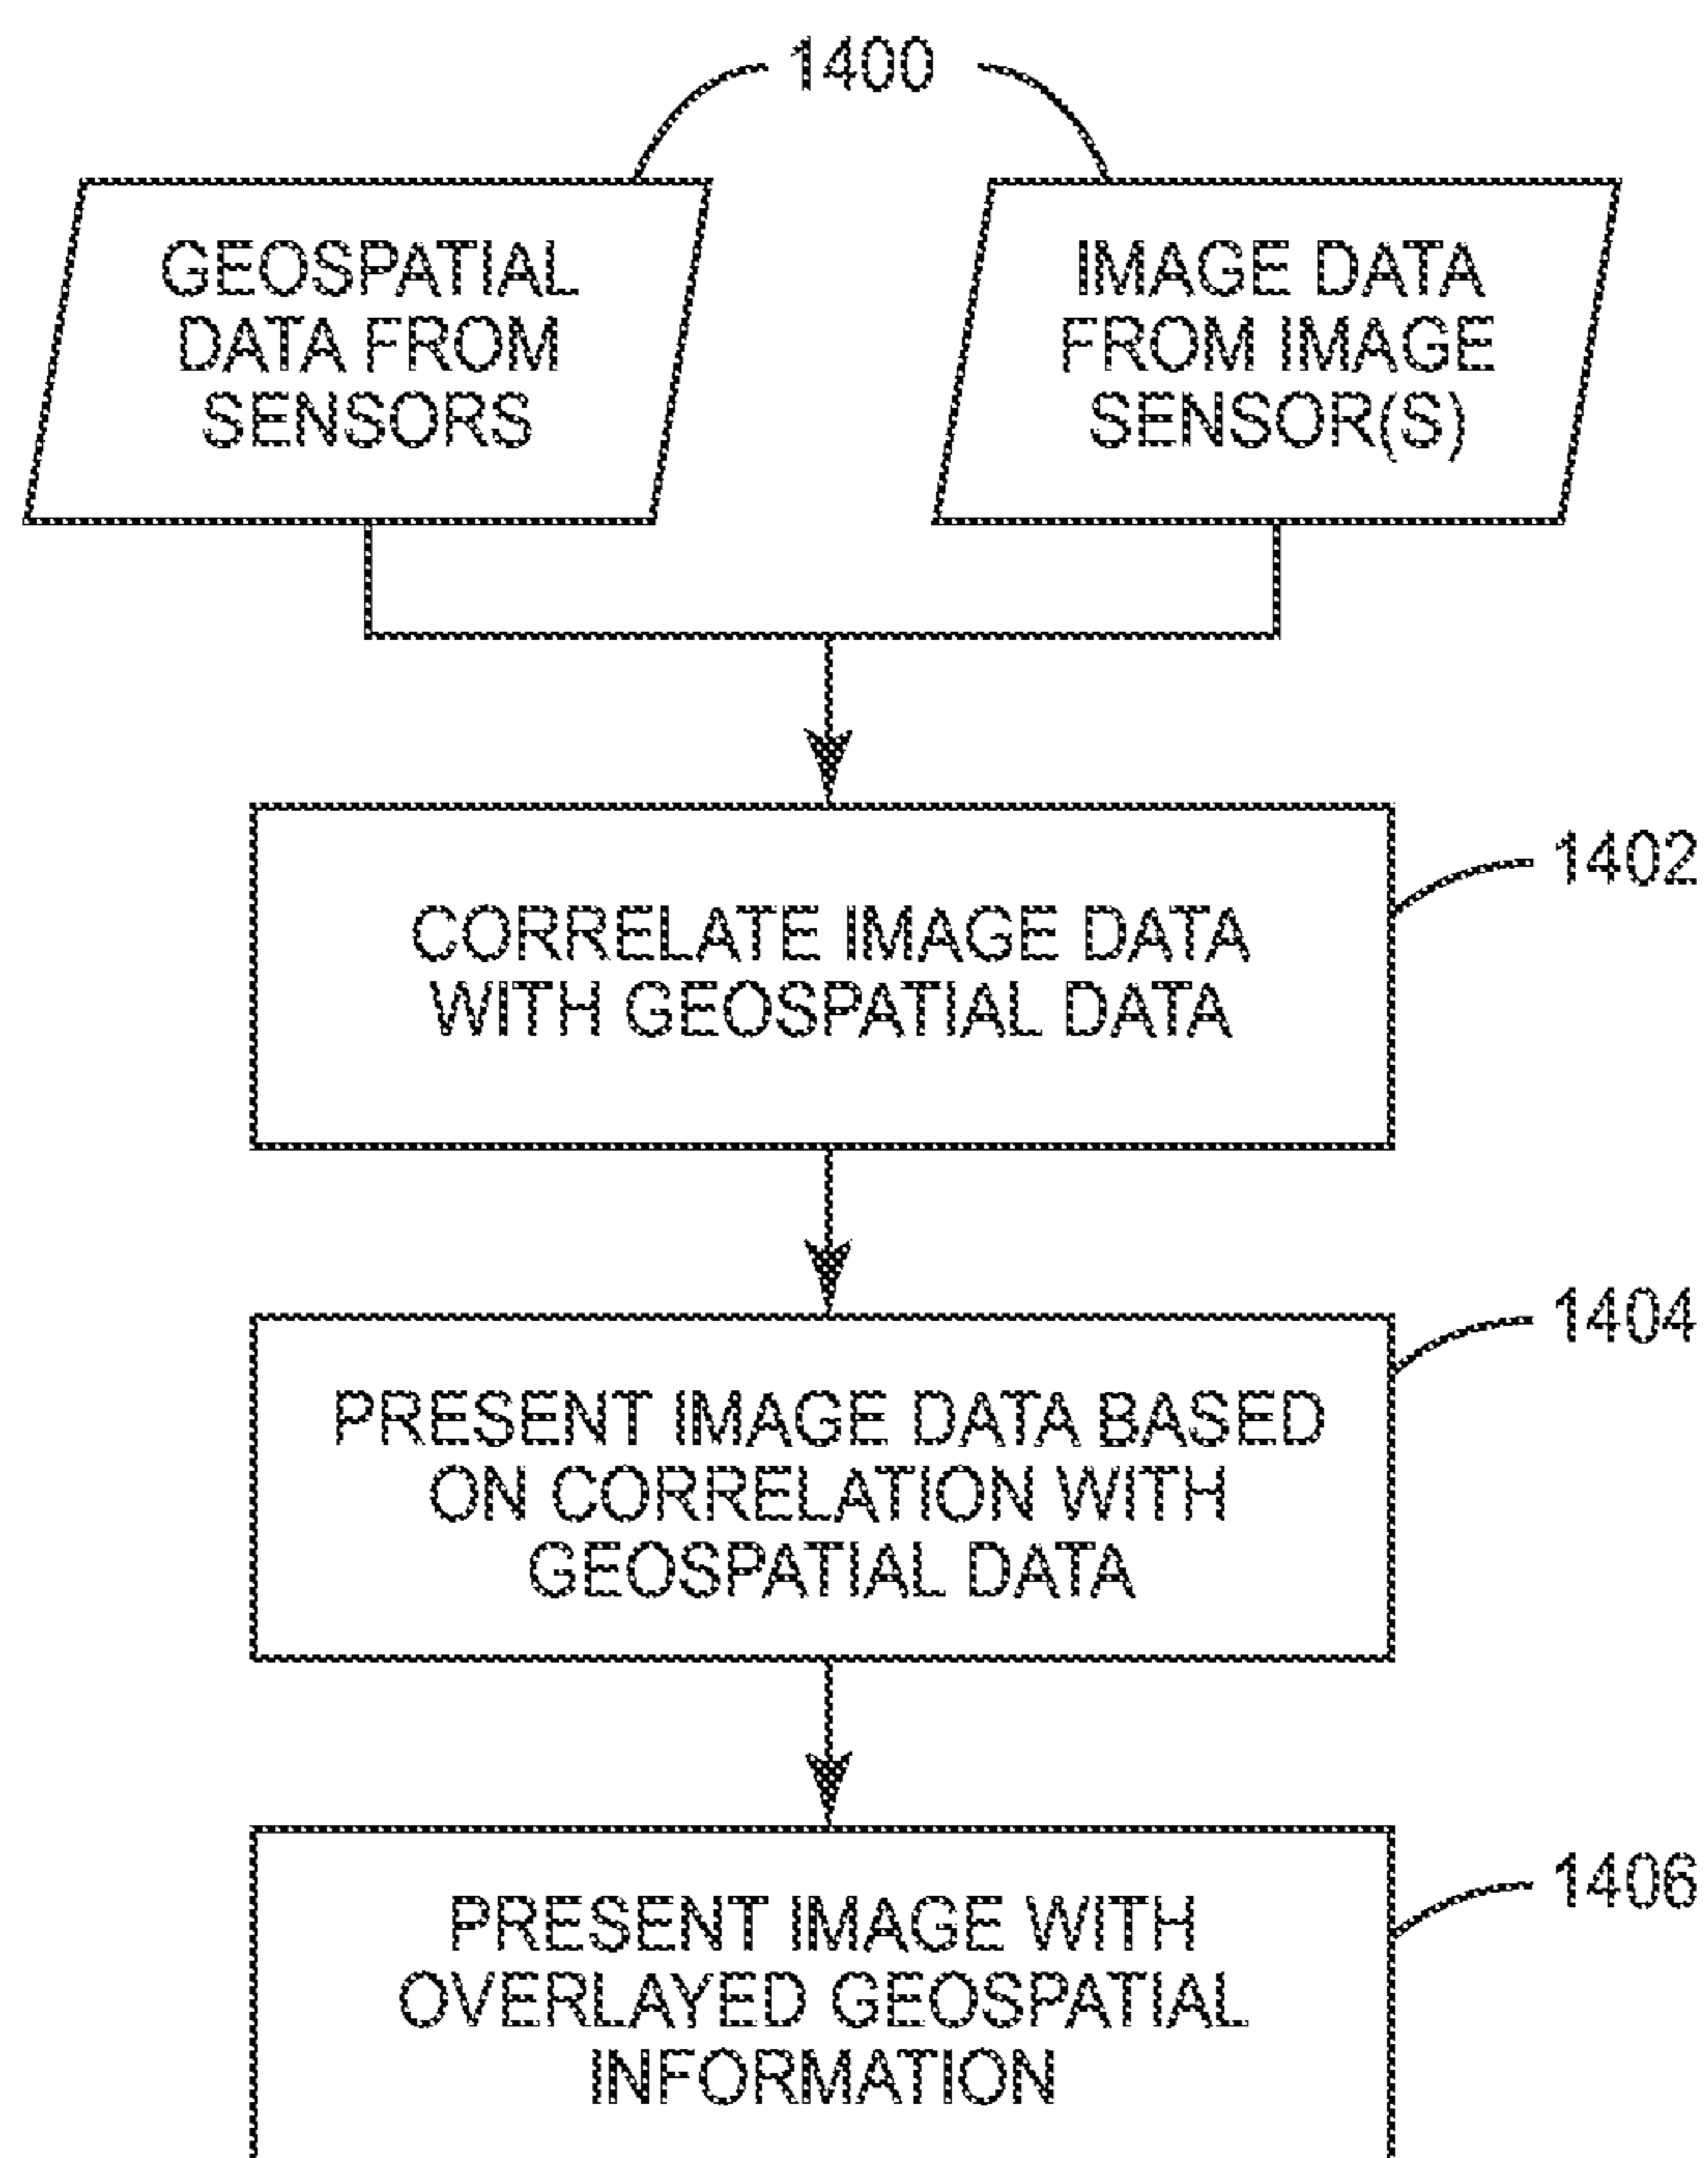 1400
GEOSPATIAL
DATA FROM
SENSORS
IMAGE DATA
FROM IMAGE
SENSOR(S)
1402
CORRELATE IMAGE DATA
WITH GEOSPATIAL DATA
1404
PRESENT IMAGE DATA BASED
ON CORRELATION WITH
GEOSPATIAL DATA
1406
PRESENT IMAGE WITH
OVERLAYED GEOSPATIAL
INFORMATION